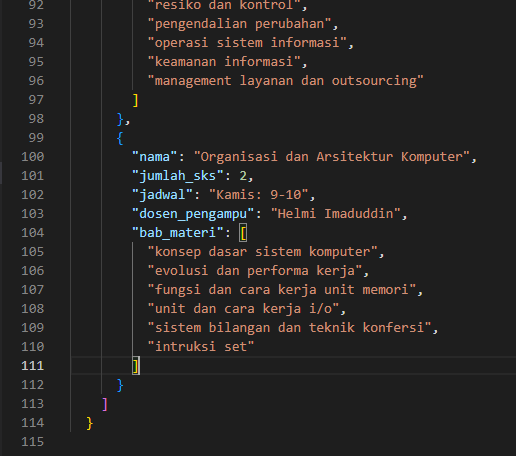 92 "resiko dan kontrol",
93 "pengendalian perubahan",
94 "operasi sistem informasi",
95 "keamanan informasi",
96 "management layanan dan outsourcing"
97 ]
98 },
99 {
100 "nama": "Organisasi dan Arsitektur Komputer",
101 "jumlah_sks": 2,
102 "jadwal": "Kamis: 9-10",
103 "dosen_pengampu": "Helmi Imaduddin",
104 "bab_materi": [
105 "konsep dasar sistem komputer",
106 "evolusi dan performa kerja",
107 "fungsi dan cara kerja unit memori",
108 "unit dan cara kerja i/o",
109 "sistem bilangan dan teknik konfersi",
110 "intruksi set"
111 ]
112 }
113 ]
114 }
115